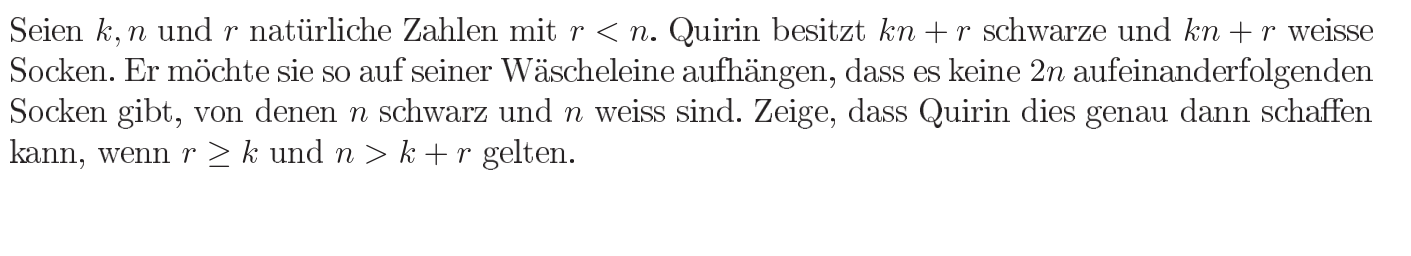 Seien k, n und r natürliche Zahlen mit r < n. Quirin besitzt kn + r schwarze und kn + r weisse
Socken. Er möchte sie so auf seiner Wäscheleine aufhängen, dass es keine 2n aufeinanderfolgenden
Socken gibt, von denen n schwarz und n weiss sind. Zeige, dass Quirin dies genau dann schaffen
kann, wenn r ≥ k und n > k + r gelten.